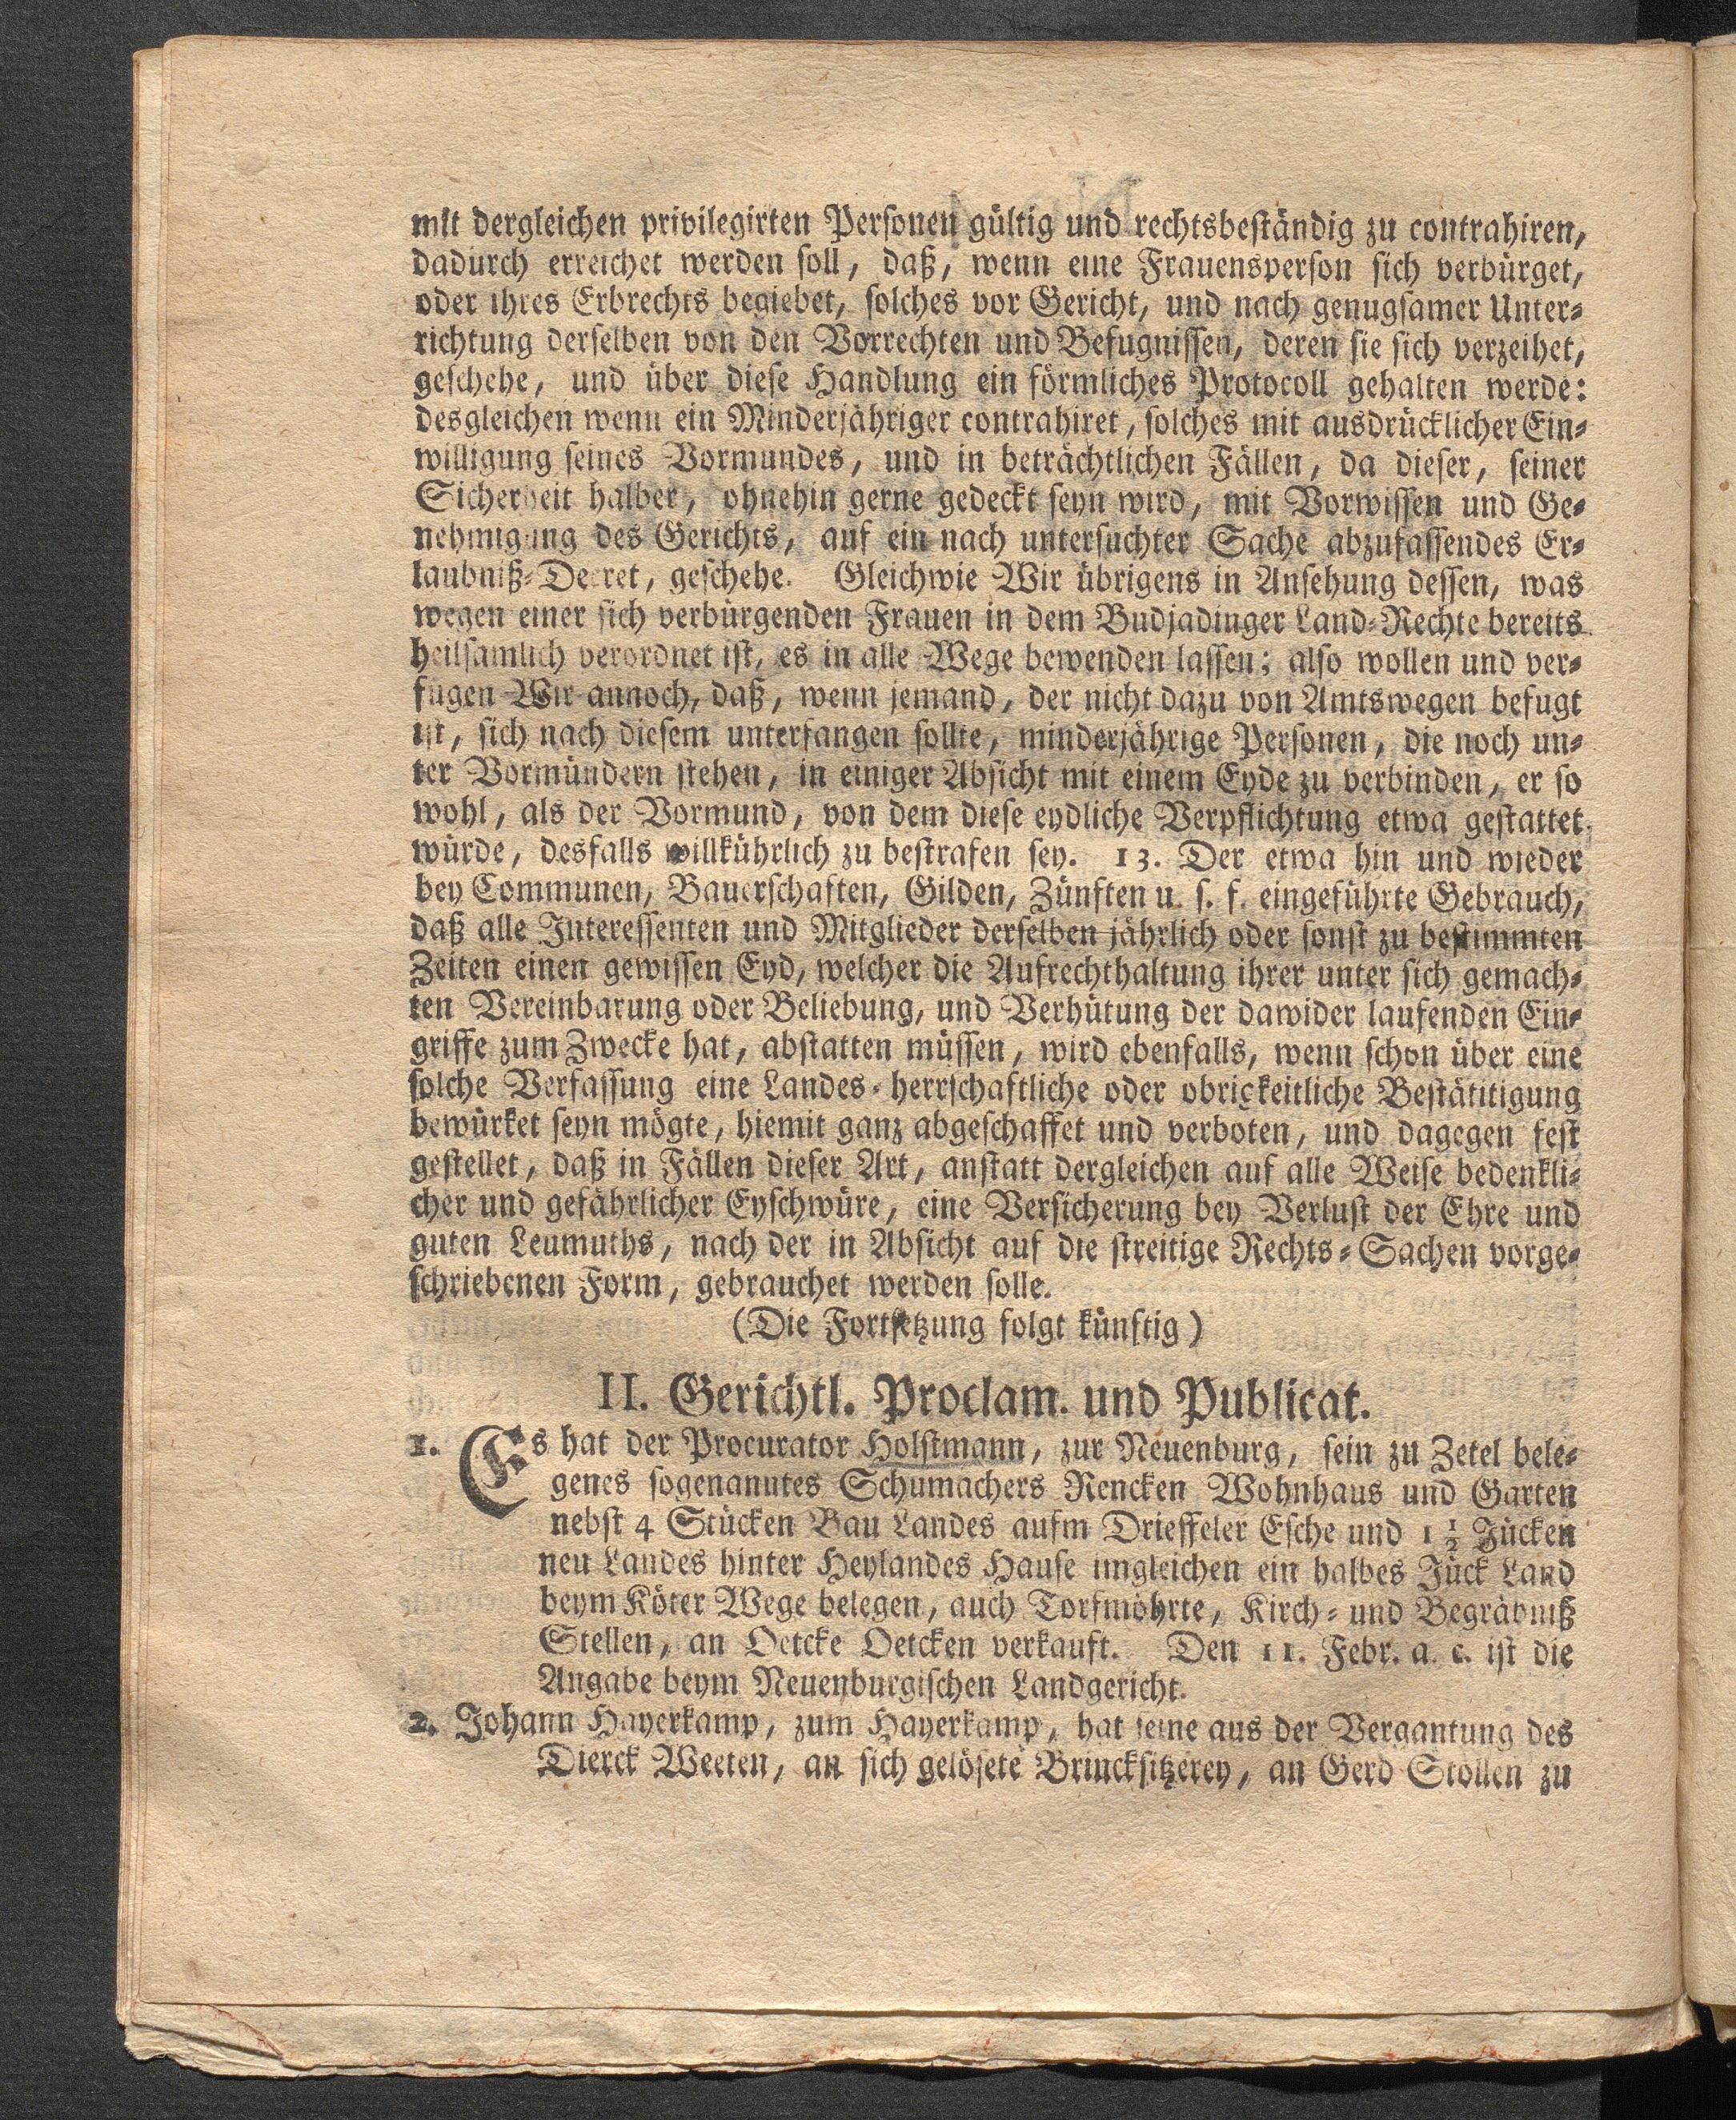 mit dergleichen privilegirten Personen gültig und rechtsbeständig zu contrahiren,
dadurch erreichet werden soll, daß, wenn eine Frauensperson sich verbürget,
oder ihres Erbrechts begiebet, solches vor Gericht, und nach genugsamer Unter-
richtung derselben von den Vorrechten und Befugnissen, deren sie sich verzeihet,
geschehe, und über diese Handlung ein förmliches Protocoll gehalten werde:
desgleichen wenn ein Minderjähriger contrahiret, solches mit ausdrücklicher Ein-
willigung seines Vormundes, und in beträchtlichen Fällen, da dieser, seiner
Sicherheit halber, ohnehin gerne gedeckt seyn wird, mit Vorwissen und Ge-
nehmigung des Gerichts, auf ein nach untersuchter Sache abzufassendes Er-
laubniß-Decret, geschehe. Gleichwie Wir übrigens in Ansehung dessen, was
wegen einer sich verbürgenden Frauen in dem Budjadinger Land-Rechte bereits
heilsamlich verordnet ist, es in alle Wege bewenden lassen; also wollen und ver-
fügen Wir annoch, daß, wenn jemand, der nicht dazu von Amtswegen befugt
ist, sich nach diesem unterfangen sollte, minderjährige Personen, die noch un-
ter Vormündern stehen, in einiger Absicht mit einem Eyde zu verbinden, er so
wohl, als der Vormund, von dem diese eydliche Verpflichtung etwa gestattet
würde, desfalls willkührlich zu bestrafen sey. 13. Der etwa hin und wieder
bey Communen, Bauerschaften, Gilden, Zünften u. s. f. eingeführte Gebrauch,
daß alle Interessenten und Mitglieder derselben jährlich oder sonst zu bestimmten
Zeiten einen gewissen Eyd, welcher die Aufrechthaltung ihrer unter sich gemach-
ten Vereinbarung oder Beliebung, und Verhütung der dawider laufenden Ein-
griffe zum Zwecke hat, abstatten müssen, wird ebenfalls, wenn schon über eine
solche Verfassung eine Landes-herrschaftliche oder obrigkeitliche Bestätitigung
bewürket seyn mögte, hiemit ganz abgeschaffet und verboten, und dagegen fest
gestellet, daß in Fällen dieser Art, anstatt dergleichen auf alle Weise bedenkli-
cher und gefährlicher Eyschwüre, eine Versicherung bey Verlust der Ehre und
guten Leumuths, nach der in Absicht auf die streitige Rechts-Sachen vorge-
schriebenen Form, gebrauchet werden solle.
(Die Fortsetzung folgt künftig)
II. Gerichtl. Proclam. und Publicat.
1. Es hat der Procurator Holstmann, zur Neuenburg, sein zu Zetel bele-
genes sogenanntes Schumachers Rencken Wohnhaus und Garten
nebst 4 Stücken Bau Landes aufm Drieffeler Esche und 1 1/2 Jücken
neu Landes hinter Heylandes Hause imgleichen ein halbes Jück Land
beym Köter Wege belegen, auch Torfmohrte, Kirch- und Begräbniß
Stellen, an Oetcke Oetcken verkauft. Den 11. Febr. a. c. ist die
Angabe beym Neuenburgischen Landgericht.
2. Johann Hayerkamp, zum Hayerkamp, hat seine aus der Vergantung des
Dierck Weeten, an sich gelösete Brincksitzerey, an Gerd Stollen zu